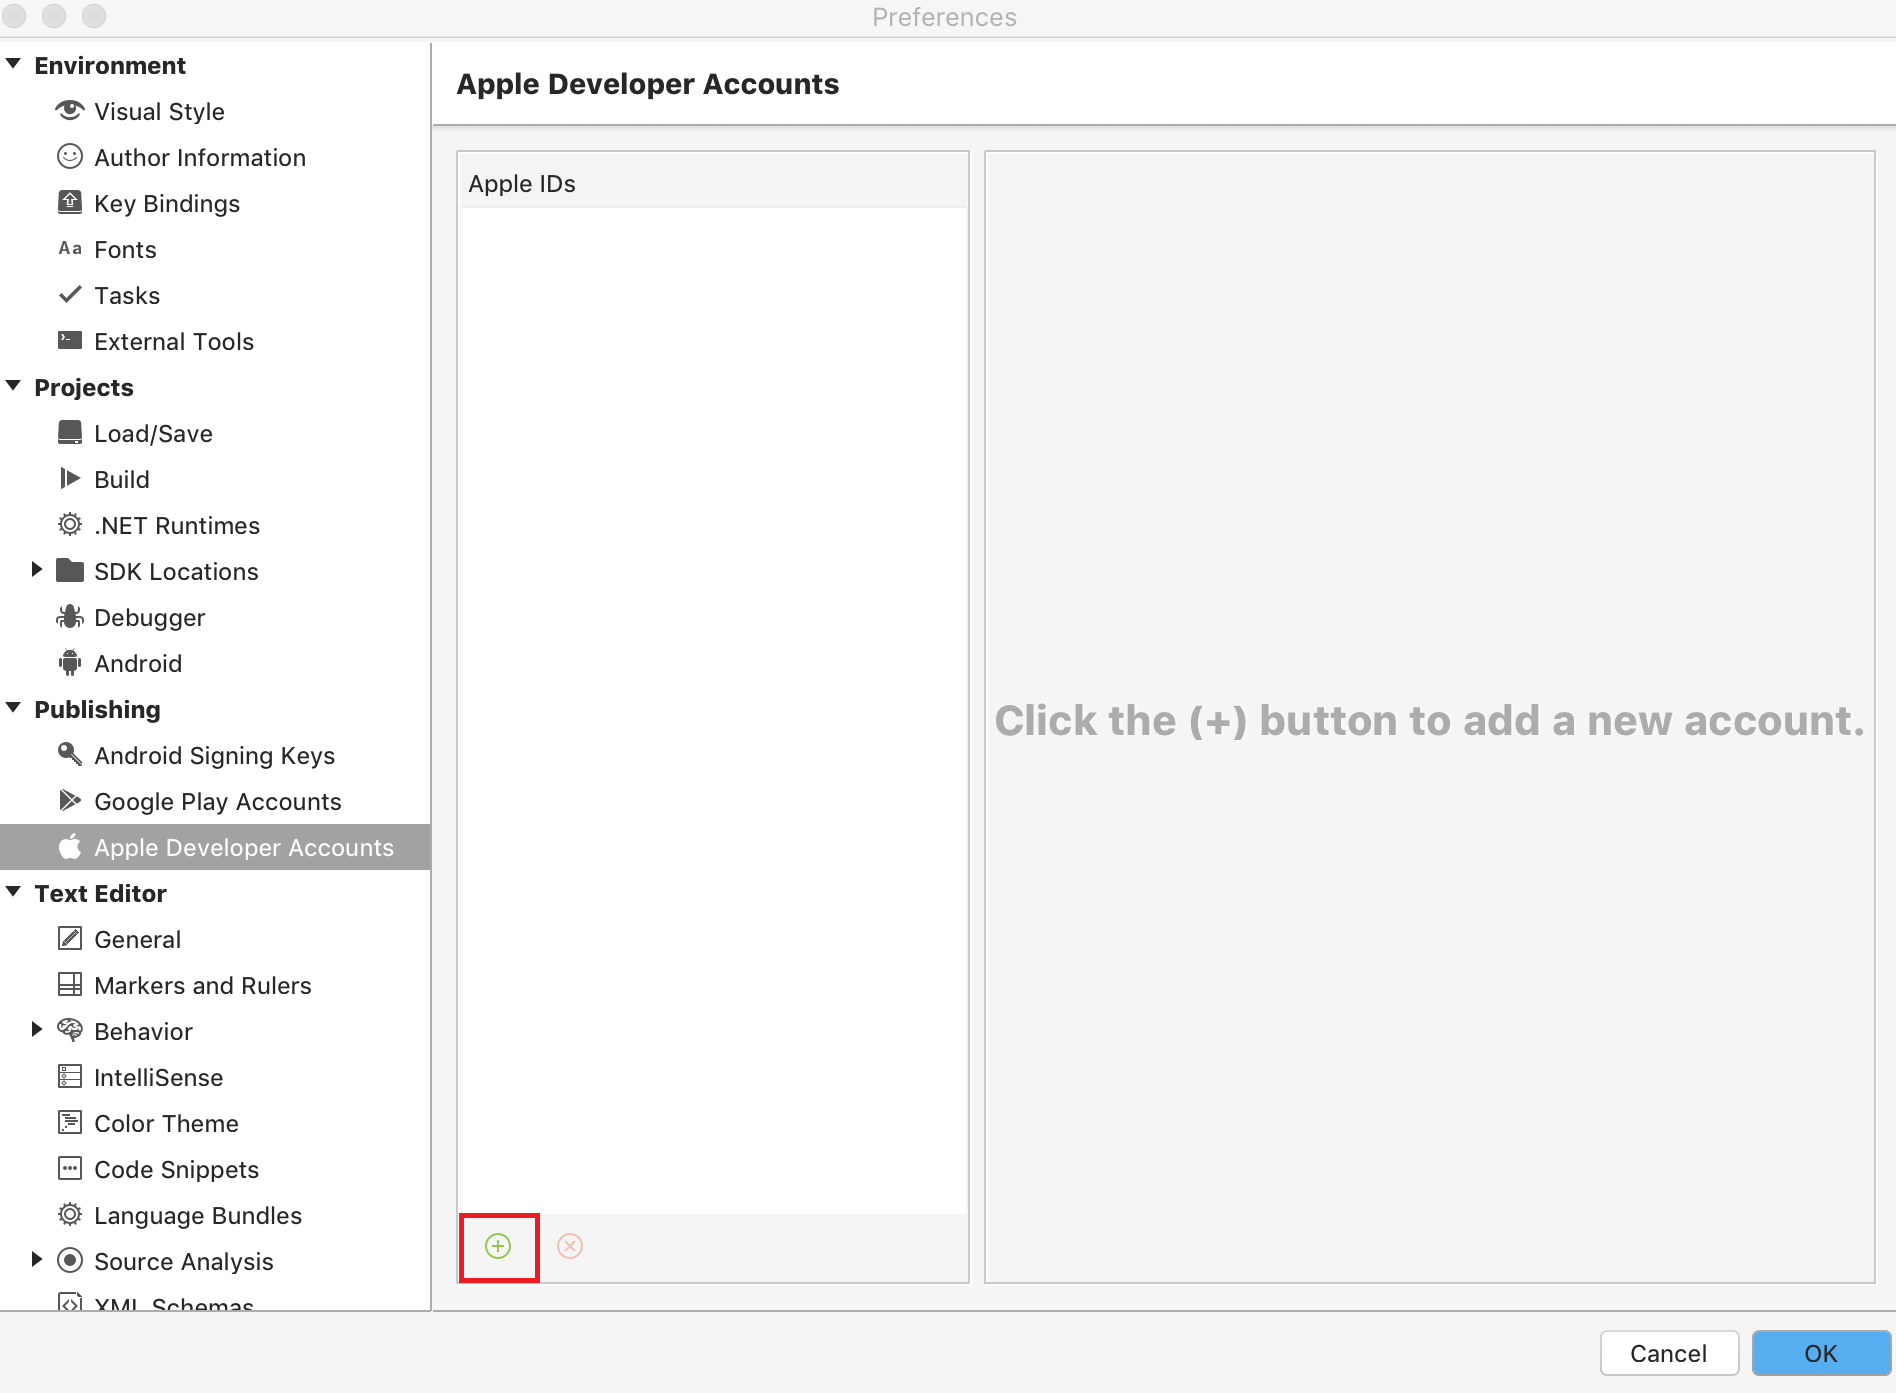 Preferences
Environment
Visual Style
Author Information
Key Bindings
Aa Fonts
Tasks
External Tools
Projects
Load/Save
Build
.NET Runtimes
SDK Locations
Debugger
Android
Publishing
Android Signing Keys
Google Play Accounts
Apple Developer Accounts
Text Editor
General
Markers and Rulers
Behavior
IntelliSense
Color Theme
Code Snippets
Language Bundles
Source Analysis
XML Schemas
Apple Developer Accounts
Apple IDs
Click the (+) button to add a new account.
Cancel
OK